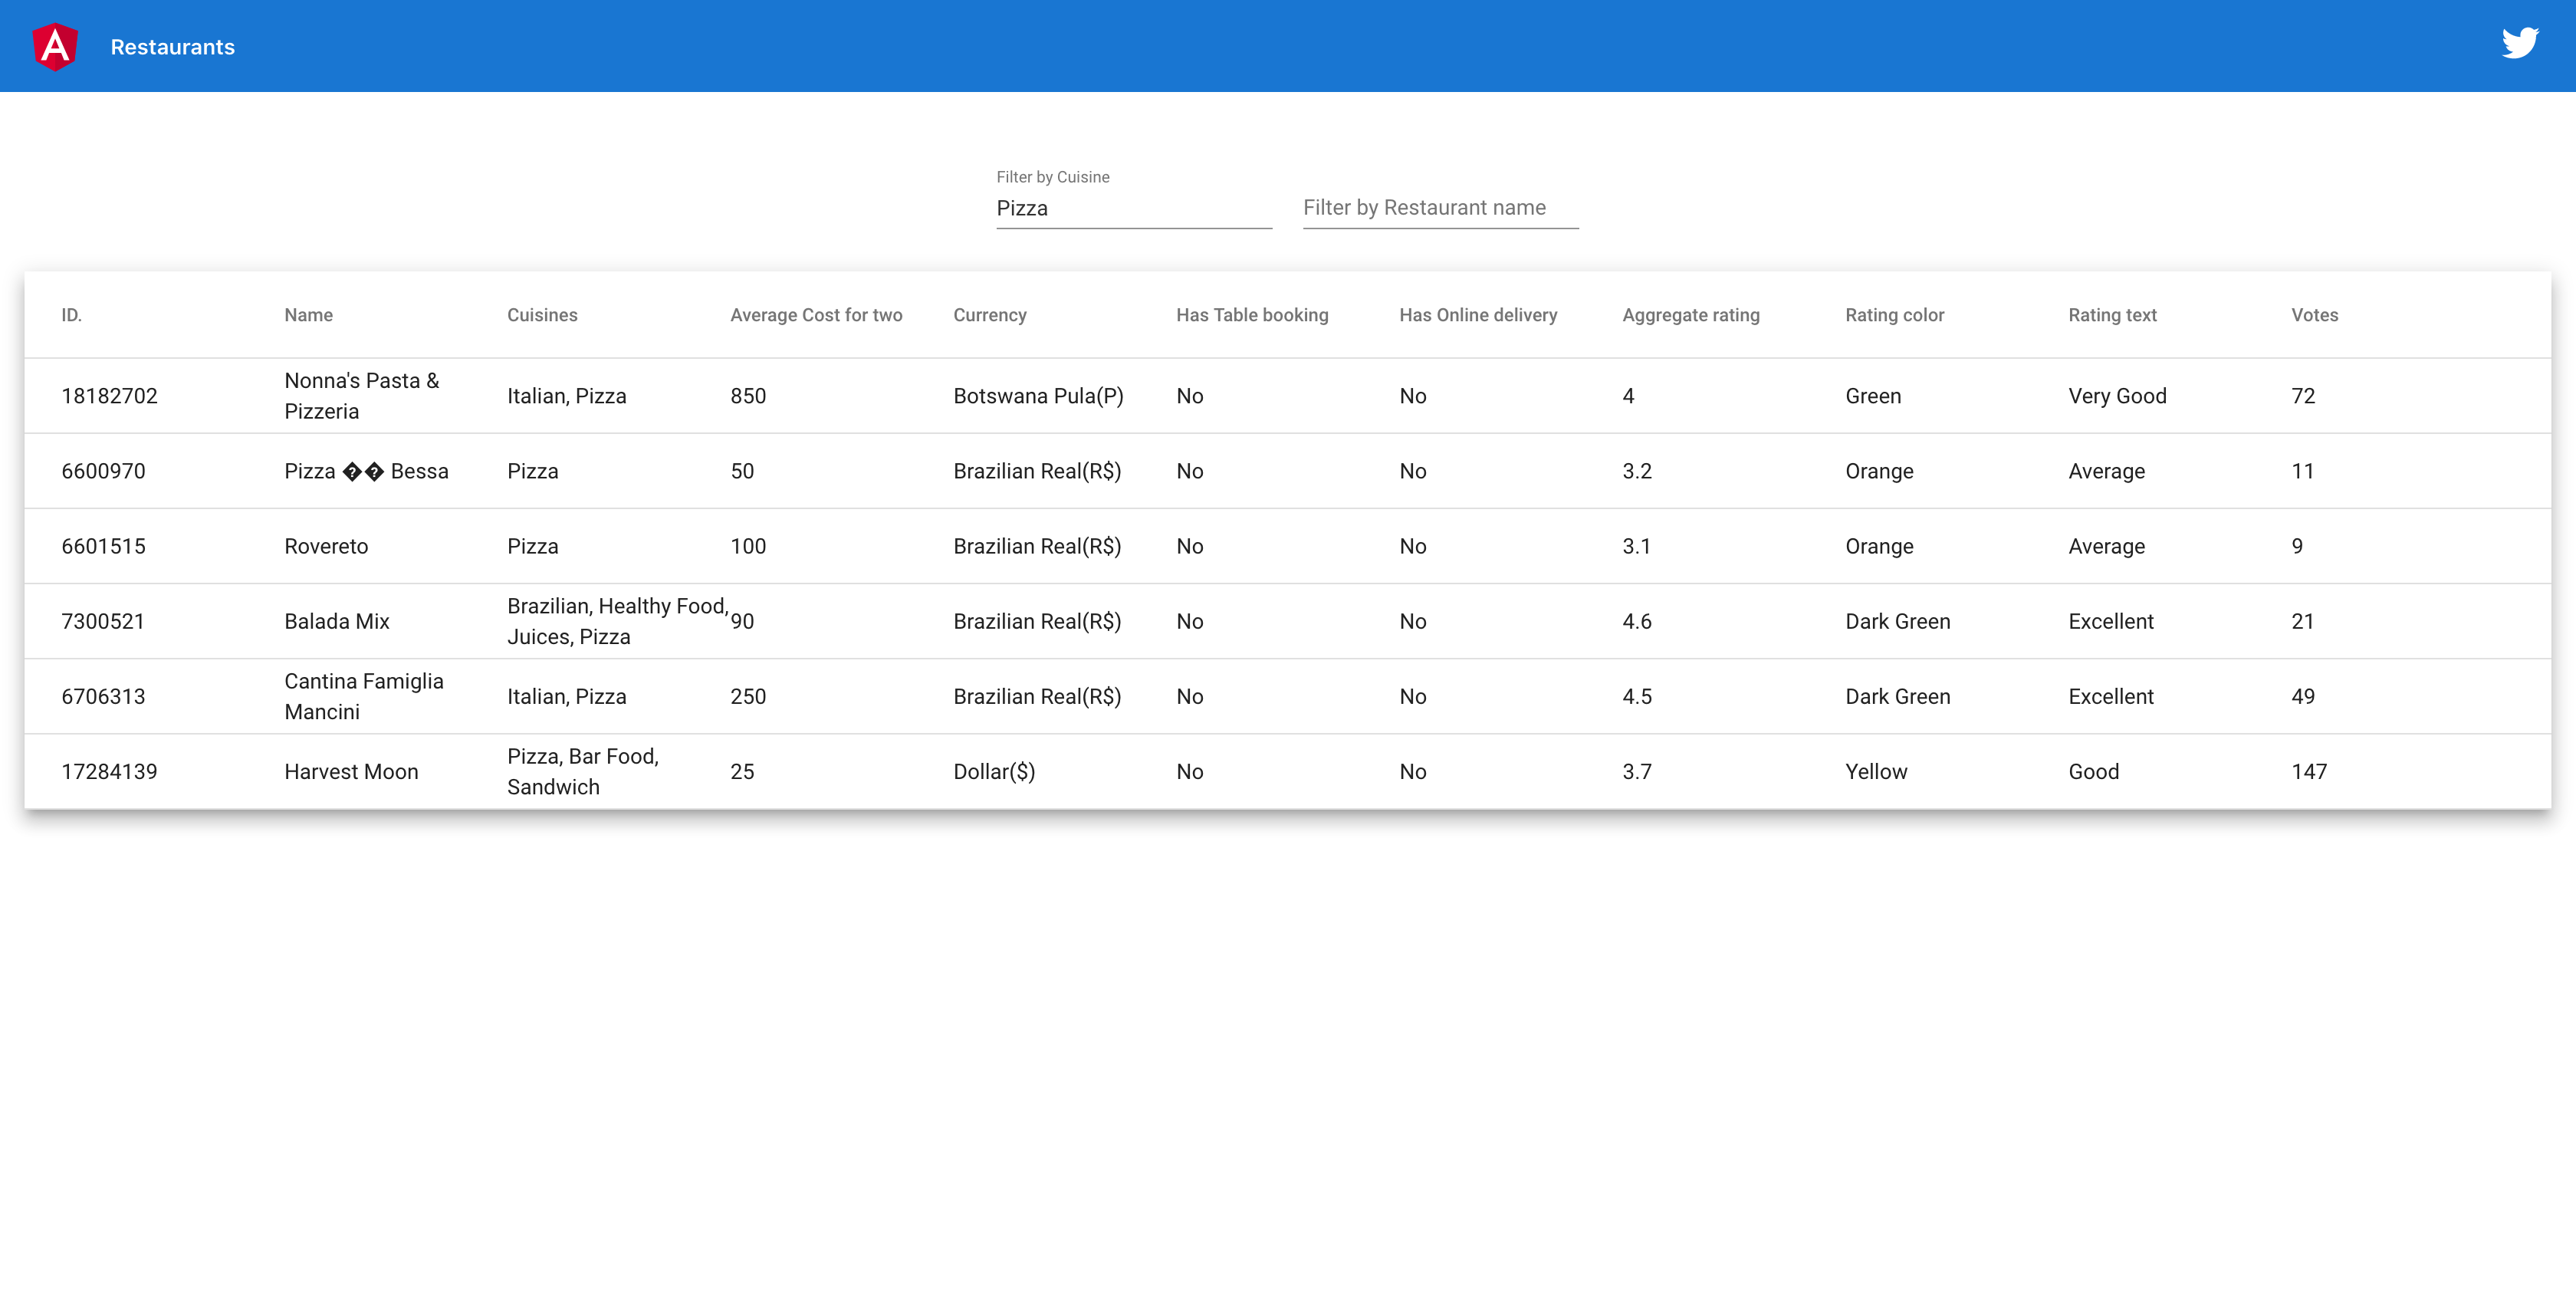 Restaurants
Filter by Cuisine
Pizza
Filter by Restaurant name
ID. Name Cuisines Average Cost for two Currency Has Table booking Has Online delivery Aggregate rating Rating color Rating text Votes
18182702 Nonna's Pasta & Pizzeria Italian, Pizza 850 Botswana Pula(P) No No 4 Green Very Good 72
6600970 Pizza �� Bessa Pizza 50 Brazilian Real(R$) No No 3.2 Orange Average 11
6601515 Rovereto Pizza 100 Brazilian Real(R$) No No 3.1 Orange Average 9
7300521 Balada Mix Brazilian, Healthy Food, Juices, Pizza 90 Brazilian Real(R$) No No 4.6 Dark Green Excellent 21
6706313 Cantina Famiglia Mancini Italian, Pizza 250 Brazilian Real(R$) No No 4.5 Dark Green Excellent 49
17284139 Harvest Moon Pizza, Bar Food, Sandwich 25 Dollar($) No No 3.7 Yellow Good 147